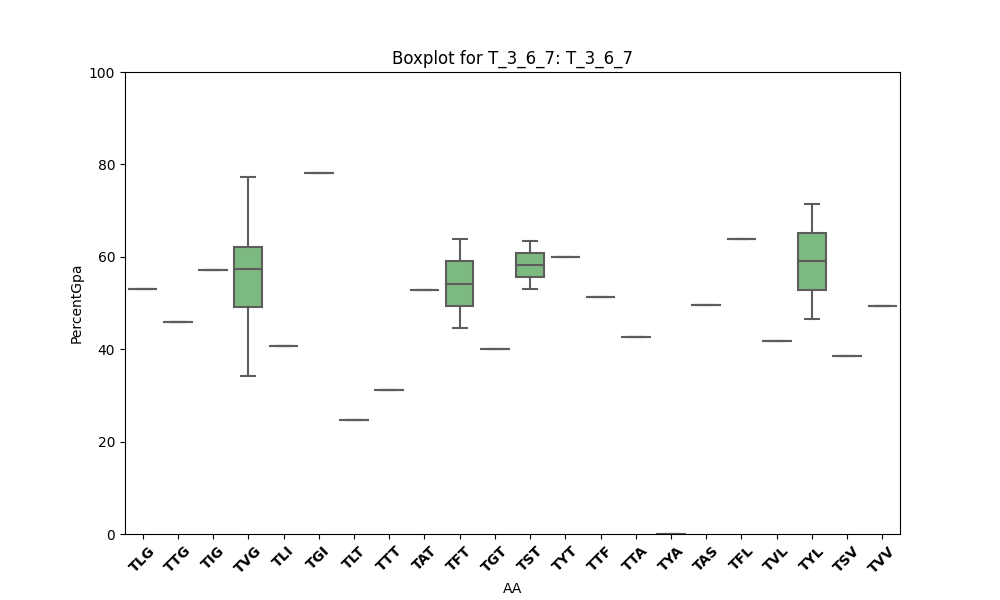 Boxplot for T_3_6_7: T_3_6_7
PercentGpa
100
80
60
40
20
0
TLG TTG TIG TVG TLI TGI TLT TTT TAT TFT TGT TST TYT TTF TTA TYA TAS TFL TVL TYL TSV TVV
AA